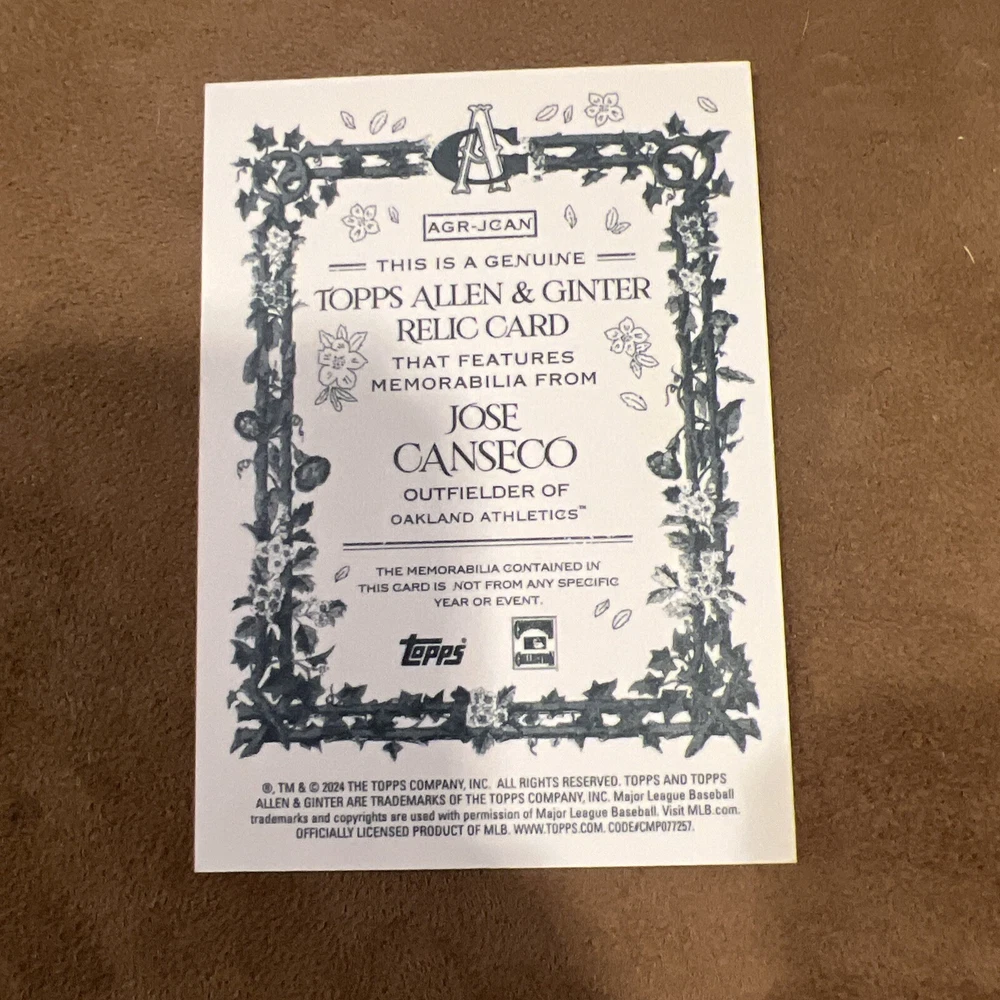 AG
AGR-JCAN
THIS IS A GENUINE
TOPPS ALLEN & GINTER
RELIC CARD
THAT FEATURES
MEMORABILIA FROM
JOSE
CANSECO
OUTFIELDER OF
OAKLAND ATHLETICS™
THE MEMORABILIA CONTAINED IN
THIS CARD IS NOT FROM ANY SPECIFIC
YEAR OR EVENT.
topps®
COLLECTION
®, TM & © 2024 THE TOPPS COMPANY, INC. ALL RIGHTS RESERVED. TOPPS AND TOPPS
ALLEN & GINTER ARE TRADEMARKS OF THE TOPPS COMPANY, INC. Major League Baseball
trademarks and copyrights are used with permission of Major League Baseball. Visit MLB.com.
OFFICIALLY LICENSED PRODUCT OF MLB. WWW.TOPPS.COM. CODE#CMP077257.